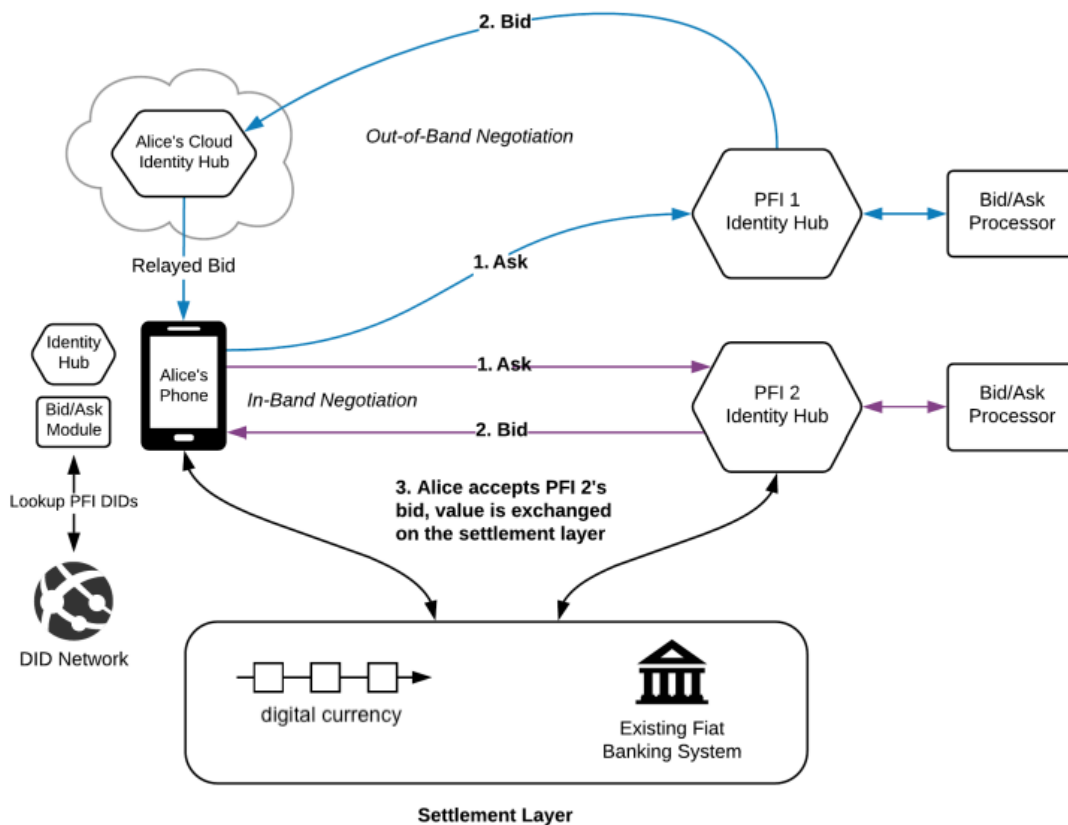 2. Bid
Alice's Cloud
Identity Hub
Out-of-Band Negotiation
PFI 1
Identity Hub
Bid/Ask
Processor
Relayed Bid
1. Ask
Identity
Hub
Alice's
Phone
1. Ask
PFI 2
Identity Hub
Bid/Ask
Processor
Bid/Ask
Module
In-Band Negotiation
2. Bid
Lookup PFI DIDs
3. Alice accepts PFI 2's
bid, value is exchanged
on the settlement layer
DID Network
digital currency
Existing Fiat
Banking System
Settlement Layer